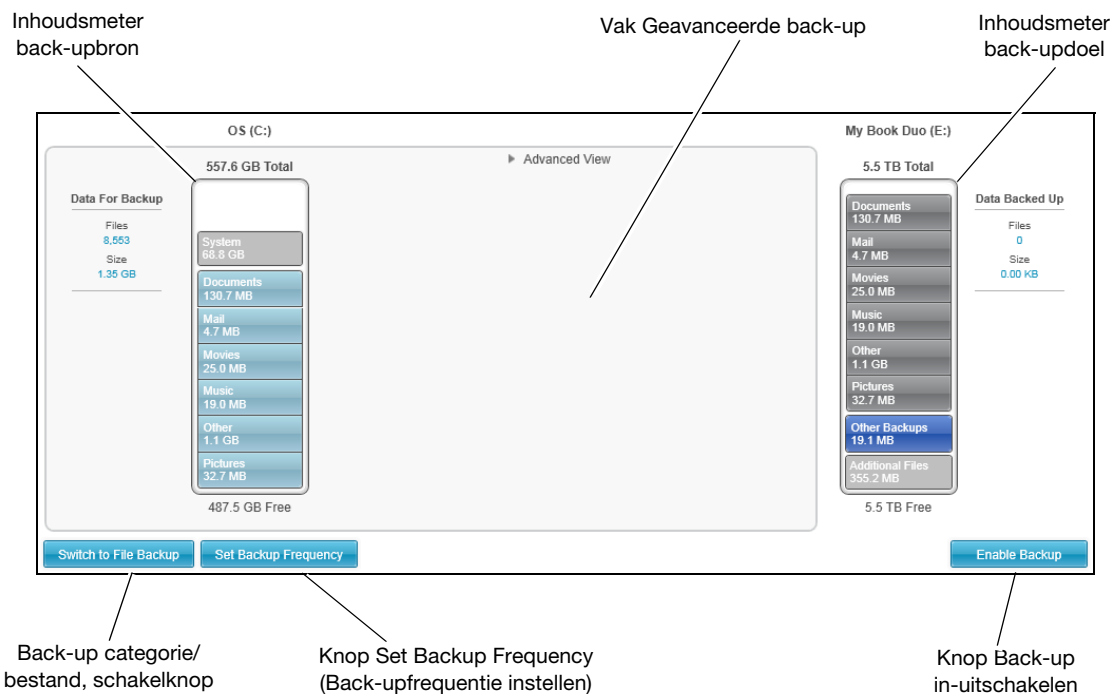 Inhoudsmeter
back-upbron
Vak Geavanceerde back-up
Inhoudsmeter
back-updoel
OS (C:)
My Book Duo (E:)
557.6 GB Total
▶ Advanced View
5.5 TB Total
Data For Backup
Files
8,553
Size
1.35 GB
System
68.8 GB
Documents
130.7 MB
Mail
4.7 MB
Movies
25.0 MB
Music
19.0 MB
Other
1.1 GB
Pictures
32.7 MB
487.5 GB Free
Documents
130.7 MB
Mail
4.7 MB
Movies
25.0 MB
Music
19.0 MB
Other
1.1 GB
Pictures
32.7 MB
Other Backups
19.1 MB
Additional Files
355.2 MB
5.5 TB Free
Data Backed Up
Files
0
Size
0.00 KB
Switch to File Backup
Set Backup Frequency
Enable Backup
Back-up categorie/
bestand, schakelknop
Knop Set Backup Frequency
(Back-upfrequentie instellen)
Knop Back-up
in-uitschakelen